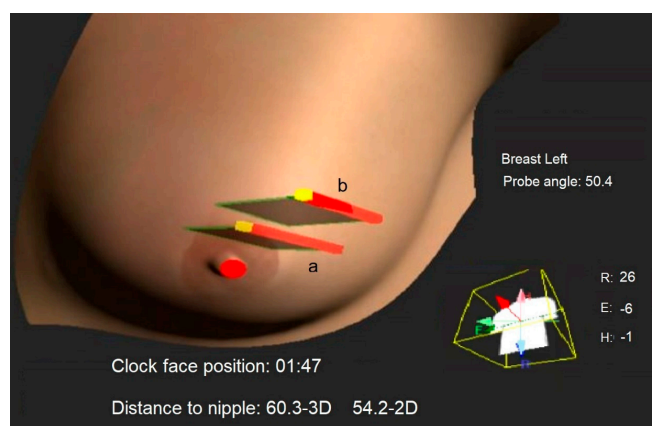 b
Breast Left
Probe angle: 50.4
a
R: 26
E: -6
H: -1
Clock face position: 01:47
Distance to nipple: 60.3-3D 54.2-2D